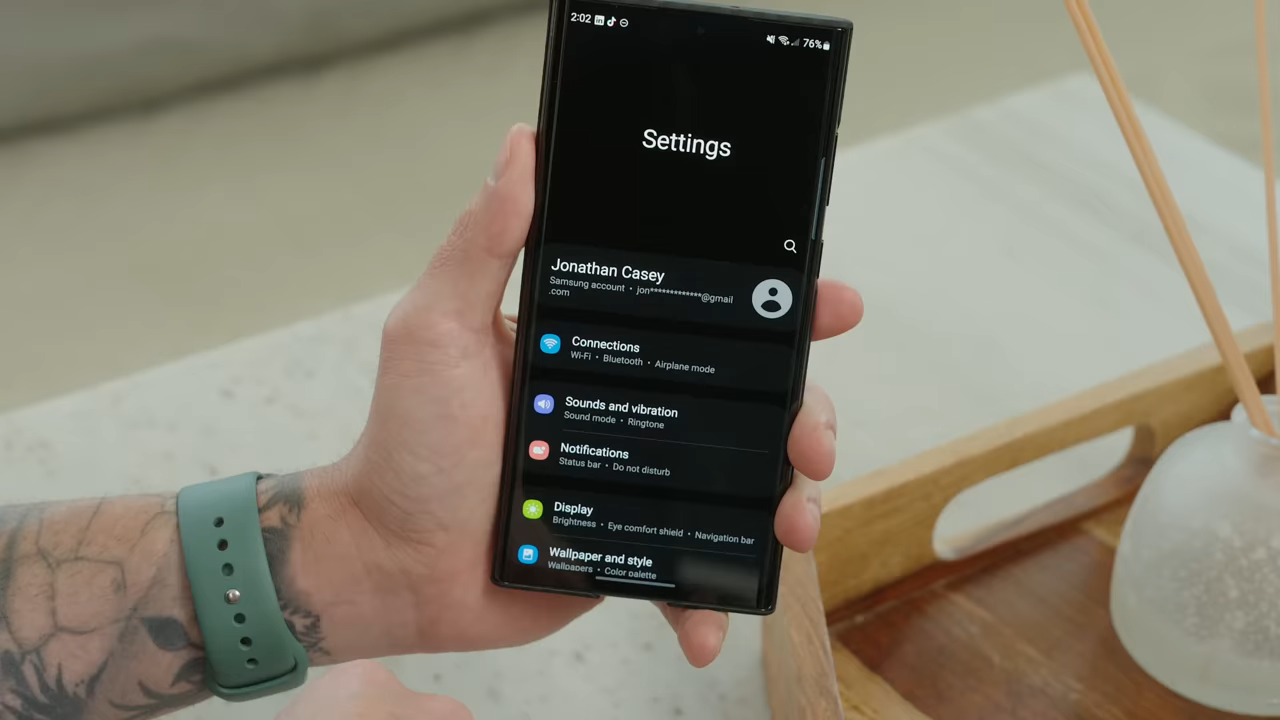 2:02
76%
Settings
Jonathan Casey
Samsung account • jon*************@gmail
.com
Connections
Wi-Fi • Bluetooth • Airplane mode
Sounds and vibration
Sound mode • Ringtone
Notifications
Status bar • Do not disturb
Display
Brightness • Eye comfort shield • Navigation bar
Wallpaper and style
Wallpapers • Color palette